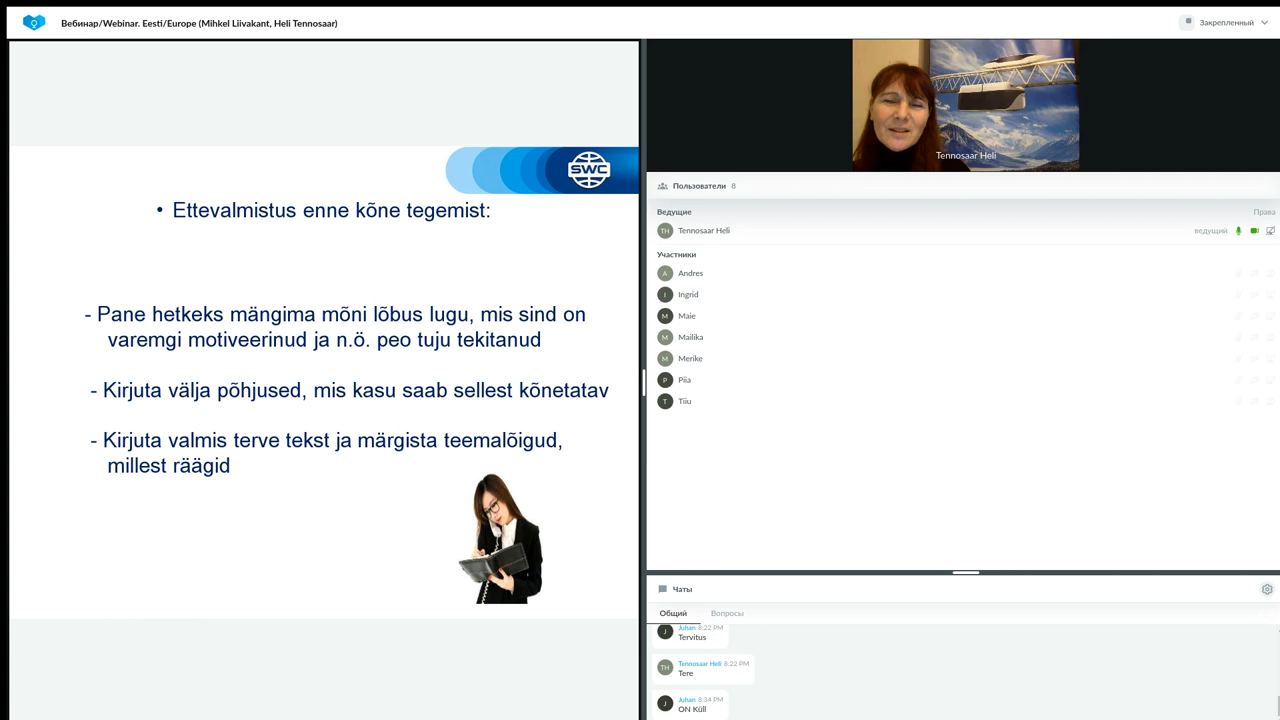 Вебинар/Webinar. Eesti/Europe (Mihkel Liivakant, Heli Tennosaar)
Закрепленный
SWC
• Ettevalmistus enne kõne tegemist:
- Pane hetkeks mängima mõni lõbus lugu, mis sind on
varemgi motiveerinud ja n.ö. peo tuju tekitanud
- Kirjuta välja põhjused, mis kasu saab sellest kõnetatav
- Kirjuta valmis terve tekst ja märgista teemalõigud,
millest räägid
Tennosaar Heli
Пользователи 8
Ведущие Права
TH Tennosaar Heli ведущий
Участники
A Andres
I Ingrid
M Maie
M Mailika
M Merike
P Piia
T Tiiu
Чаты
Общий Вопросы
J Juhan 8:22 PM
Tervitus
TH Tennosaar Heli 8:22 PM
Tere
J Juhan 8:34 PM
ON Küll